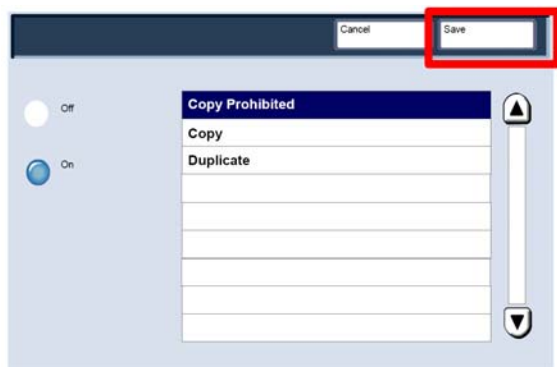 Cancel
Save
Off
On
Copy Prohibited
Copy
Duplicate